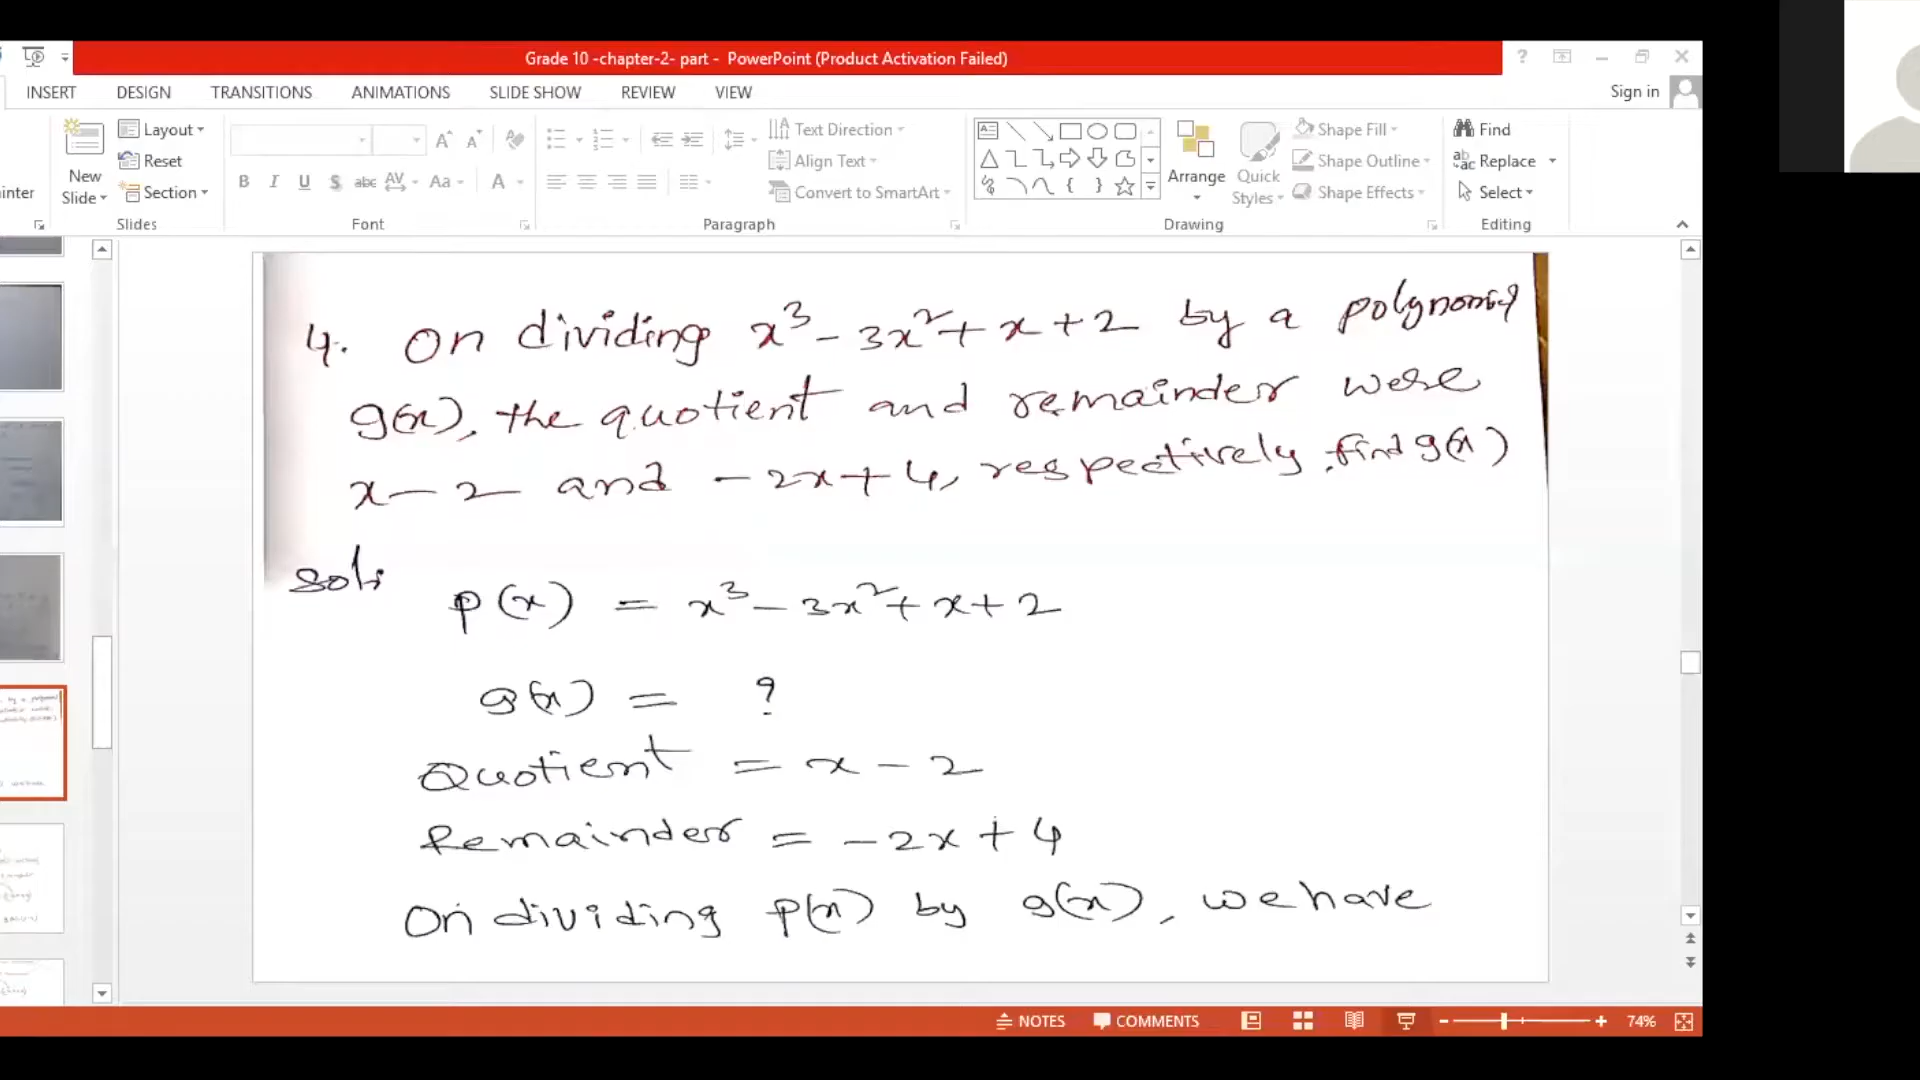 Grade 10 -chapter-2- part - PowerPoint (Product Activation Failed)
INSERT DESIGN TRANSITIONS ANIMATIONS SLIDE SHOW REVIEW VIEW Sign in
New Slide Layout Reset Section
Text Direction
Align Text
Convert to SmartArt
Arrange Quick Styles
Shape Fill
Shape Outline
Shape Effects
Find
Replace
Select
Slides Font Paragraph Drawing Editing
4. On dividing x³ - 3x² + x + 2 by a polynomial
g(x), the quotient and remainder were
x - 2 and - 2x + 4, respectively. find g(x)
Sol:
p(x) = x³ - 3x² + x + 2
g(x) = ?
Quotient = x - 2
Remainder = - 2x + 4
On dividing p(x) by g(x), we have
NOTES COMMENTS 74%